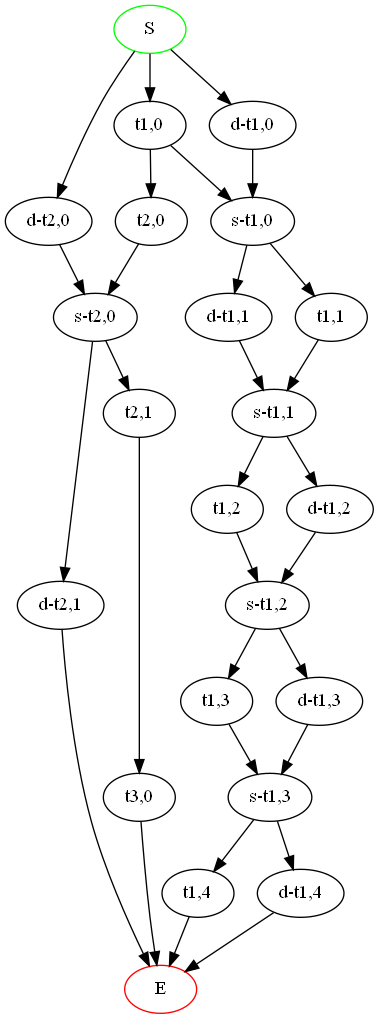 S
t1,0
d-t1,0
d-t2,0
t2,0
s-t1,0
s-t2,0
d-t1,1
t1,1
t2,1
s-t1,1
t1,2
d-t1,2
d-t2,1
s-t1,2
t1,3
d-t1,3
t3,0
s-t1,3
t1,4
d-t1,4
E